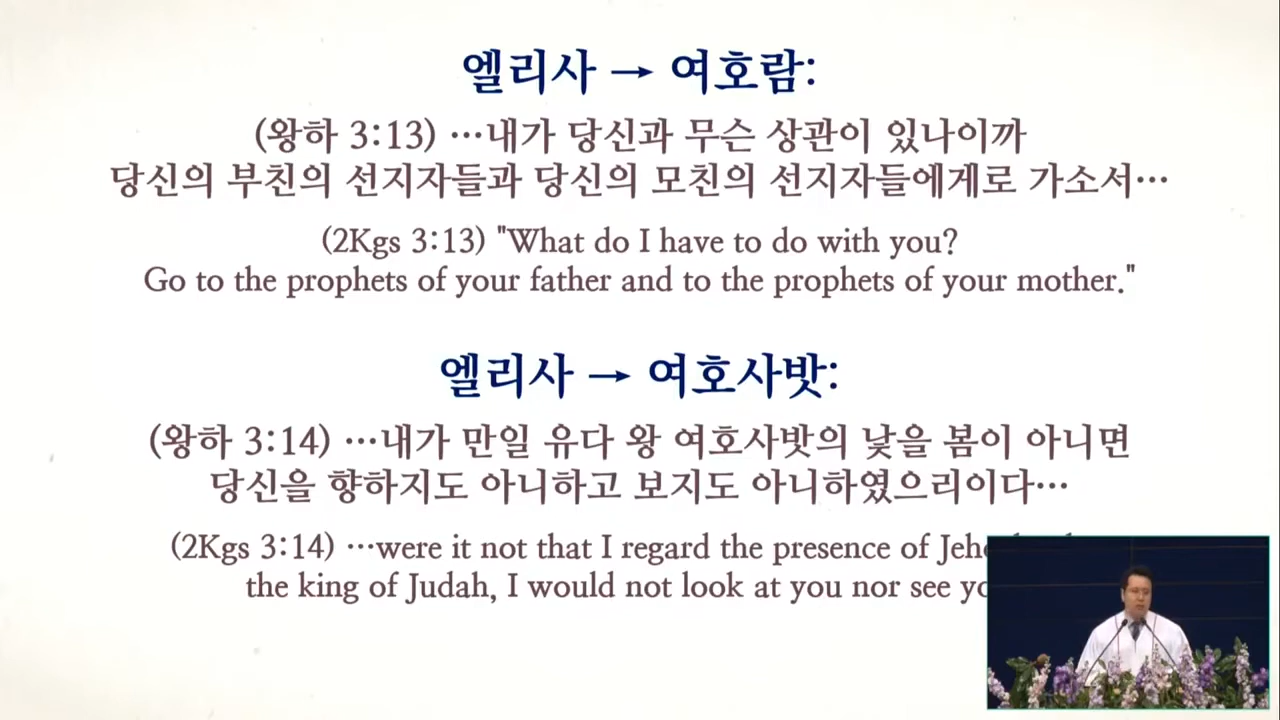 엘리사 → 여호람:
(왕하 3:13) …내가 당신과 무슨 상관이 있나이까
당신의 부친의 선지자들과 당신의 모친의 선지자들에게로 가소서…
(2Kgs 3:13) "What do I have to do with you?
Go to the prophets of your father and to the prophets of your mother."
엘리사 → 여호사밧:
(왕하 3:14) …내가 만일 유다 왕 여호사밧의 낯을 봄이 아니면
당신을 향하지도 아니하고 보지도 아니하였으리이다…
(2Kgs 3:14) …were it not that I regard the presence of
the king of Judah, I would not look at you nor see